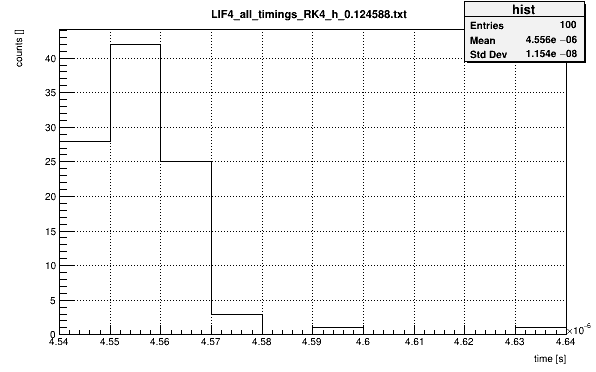 LIF4_all_timings_RK4_h_0.124588.txt
hist
Entries 100
Mean 4.556e −06
Std Dev 1.154e −08
counts []
40
35
30
25
20
15
10
5
0
4.54 4.55 4.56 4.57 4.58 4.59 4.6 4.61 4.62 4.63 4.64
×10⁻⁶
time [s]